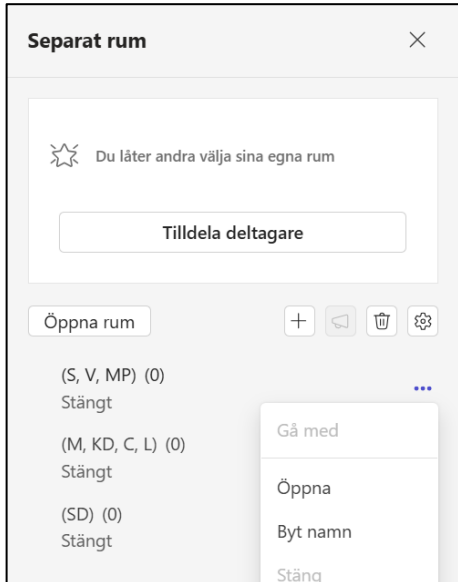 Separat rum
Du låter andra välja sina egna rum
Tilldela deltagare
Öppna rum
(S, V, MP) (0)
Stängt
(M, KD, C, L) (0)
Stängt
(SD) (0)
Stängt
Gå med
Öppna
Byt namn
Stäng